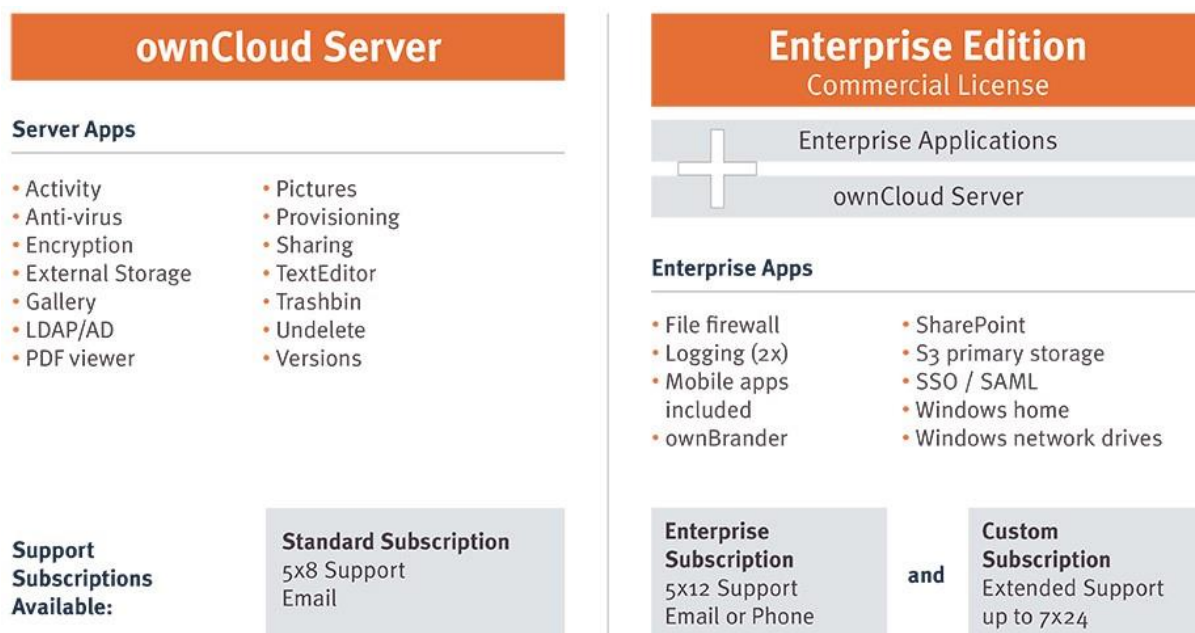 ownCloud Server
Server Apps
• Activity
• Anti-virus
• Encryption
• External Storage
• Gallery
• LDAP/AD
• PDF viewer
• Pictures
• Provisioning
• Sharing
• TextEditor
• Trashbin
• Undelete
• Versions
Support
Subscriptions
Available:
Standard Subscription
5x8 Support
Email
Enterprise Edition
Commercial License
Enterprise Applications
ownCloud Server
Enterprise Apps
• File firewall
• Logging (2x)
• Mobile apps
included
• ownBrander
• SharePoint
• S3 primary storage
• SSO / SAML
• Windows home
• Windows network drives
Enterprise
Subscription
5x12 Support
Email or Phone
and
Custom
Subscription
Extended Support
up to 7x24